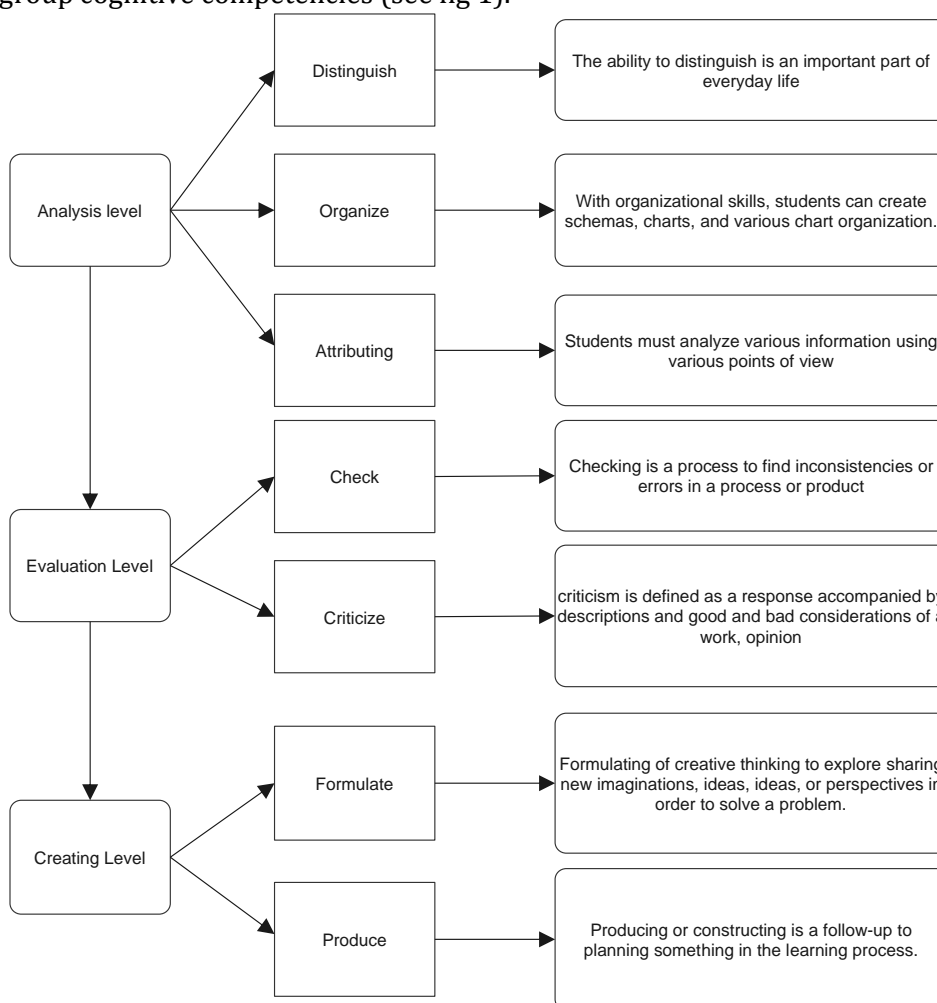 group cognitive competencies (see fig 1).
Distinguish
The ability to distinguish is an important part of
everyday life
Analysis level
Organize
With organizational skills, students can create
schemas, charts, and various chart organization.
Attributing
Students must analyze various information using
various points of view
Check
Checking is a process to find inconsistencies or
errors in a process or product
Evaluation Level
Criticize
criticism is defined as a response accompanied by
descriptions and good and bad considerations of a
work, opinion
Formulate
Formulating of creative thinking to explore sharing
new imaginations, ideas, ideas, or perspectives in
order to solve a problem.
Creating Level
Produce
Producing or constructing is a follow-up to
planning something in the learning process.